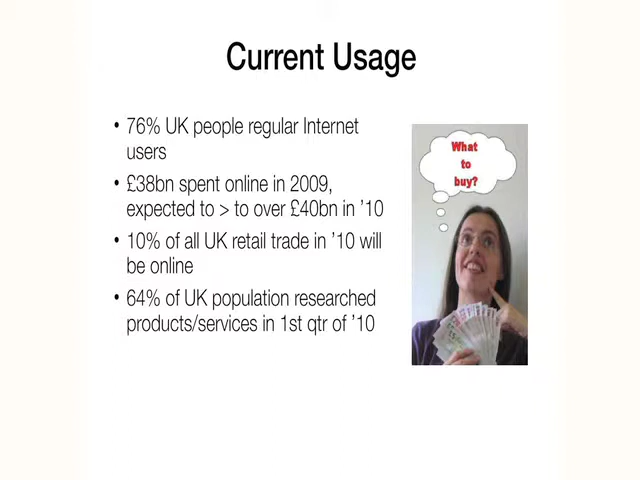 Current Usage
• 76% UK people regular Internet
users
• £38bn spent online in 2009,
expected to > to over £40bn in ’10
• 10% of all UK retail trade in ’10 will
be online
• 64% of UK population researched
products/services in 1st qtr of ’10
What
to
buy?